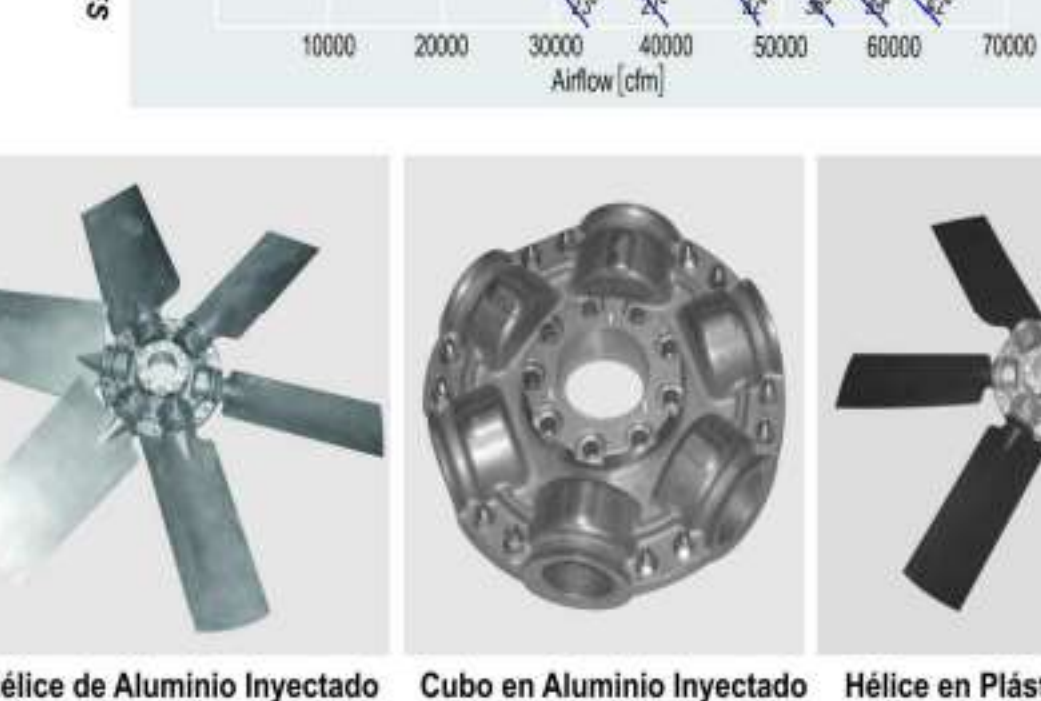 10000 20000 30000 40000 50000 60000 70000
Airflow [cfm]
élice de Aluminio Inyectado
Cubo en Aluminio Inyectado
Hélice en Plást